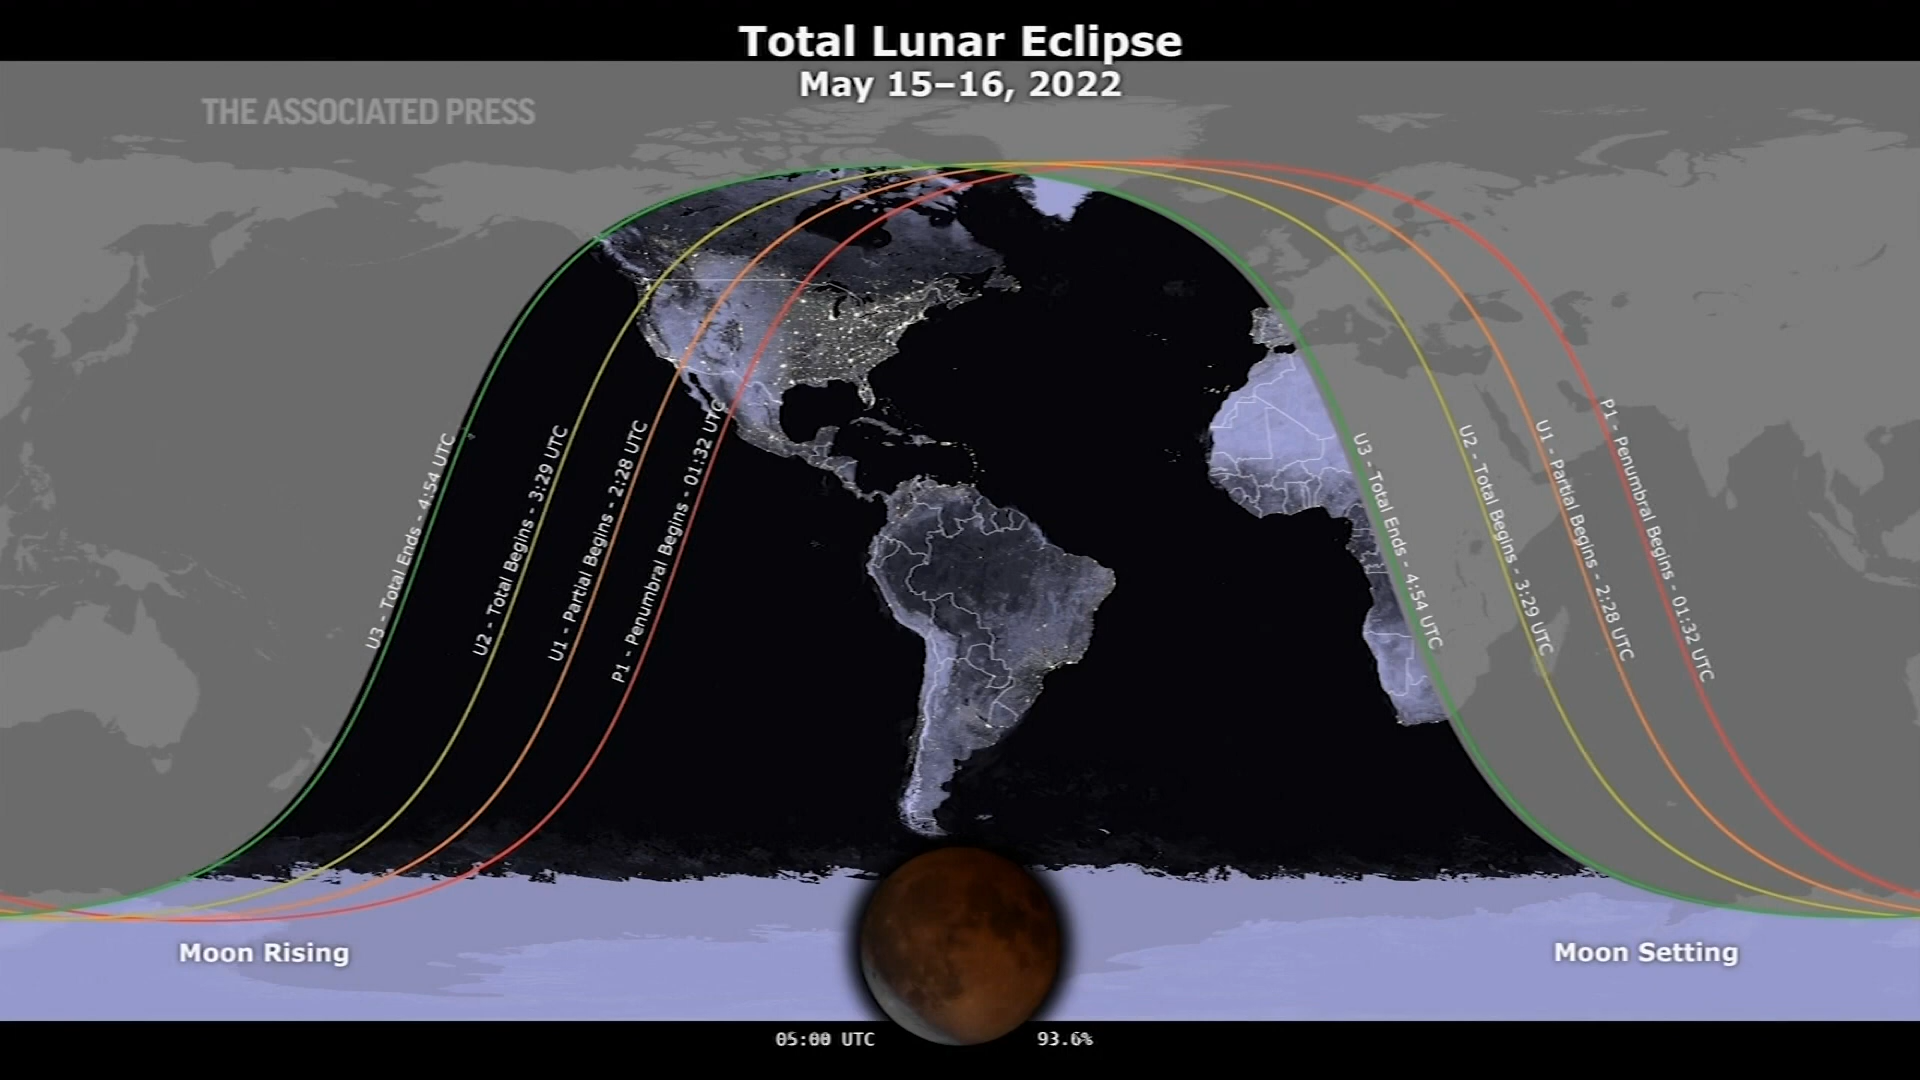 Total Lunar Eclipse
May 15–16, 2022
THE ASSOCIATED PRESS
U3 - Total Ends - 4:54 UTC
U2 - Total Begins - 3:29 UTC
U1 - Partial Begins - 2:28 UTC
P1 - Penumbral Begins - 01:32 UTC
U3 - Total Ends - 4:54 UTC
U2 - Total Begins - 3:29 UTC
U1 - Partial Begins - 2:28 UTC
P1 - Penumbral Begins - 01:32 UTC
Moon Rising
Moon Setting
05:00 UTC
93.6%